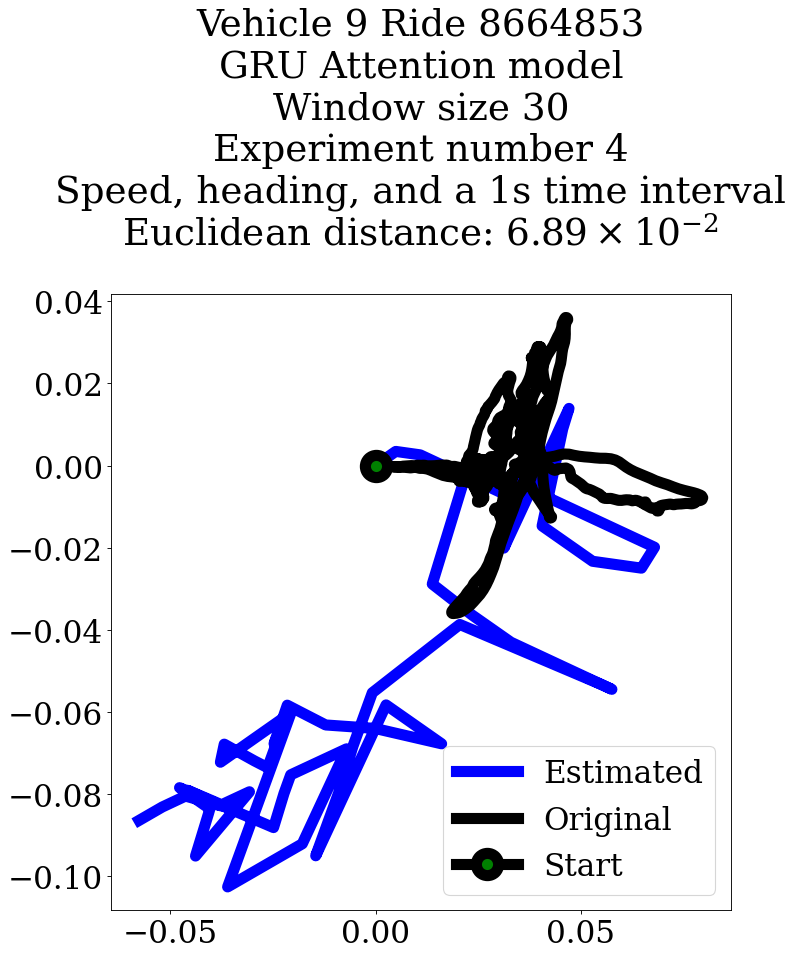 Vehicle 9 Ride 8664853
GRU Attention model
Window size 30
Experiment number 4
Speed, heading, and a 1s time interval
Euclidean distance: 6.89 × 10⁻²
0.04
0.02
0.00
−0.02
−0.04
−0.06
−0.08
−0.10
Estimated
Original
Start
−0.05
0.00
0.05